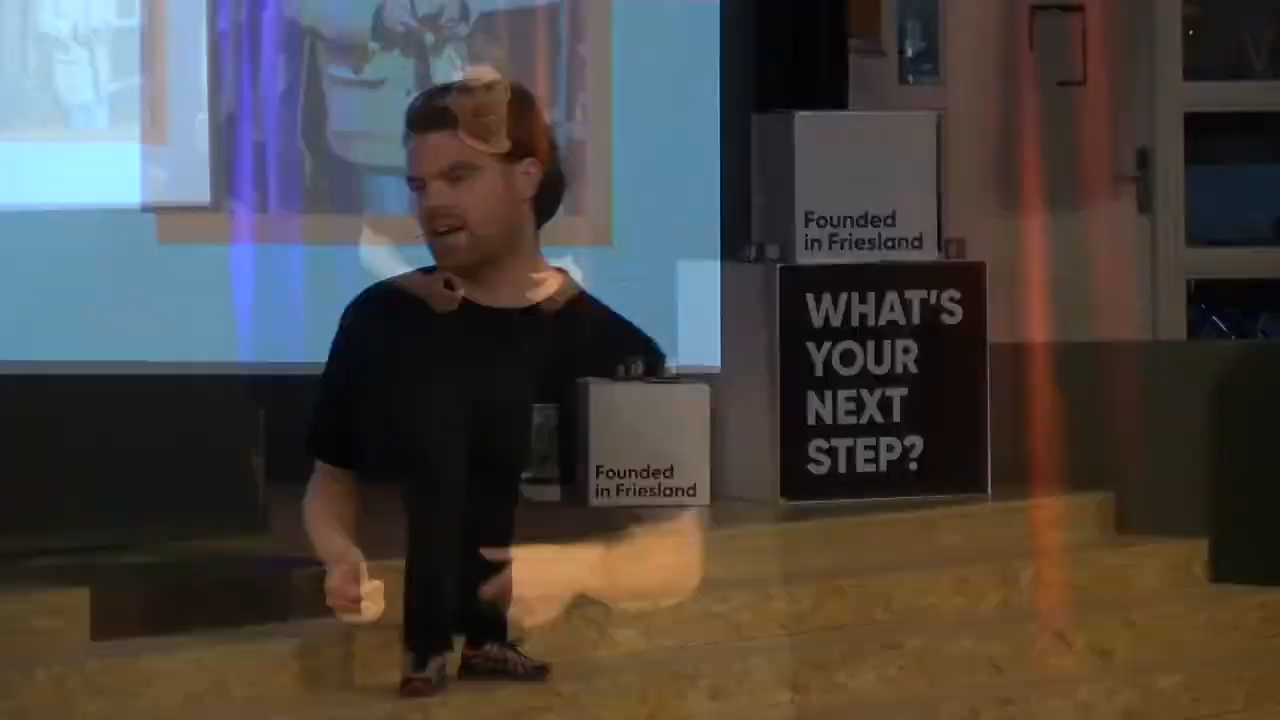 Founded
in Friesland
WHAT'S
YOUR
NEXT
STEP?
Founded
in Friesland